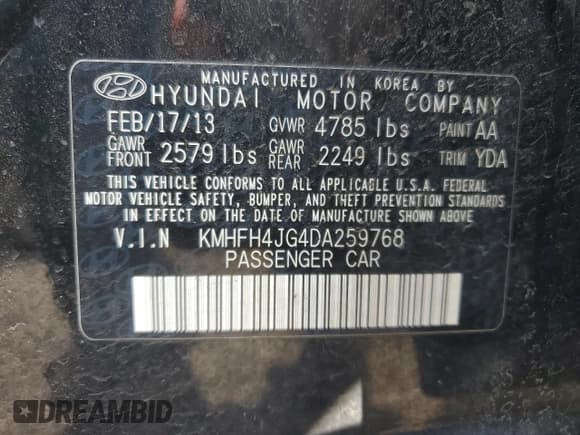 MANUFACTURED IN KOREA BY
HYUNDAI MOTOR COMPANY
FEB/17/13 GVWR 4785 lbs PAINT AA
GAWR FRONT 2579 lbs GAWR REAR 2249 lbs TRIM YDA
THIS VEHICLE CONFORMS TO ALL APPLICABLE U.S.A. FEDERAL
MOTOR VEHICLE SAFETY, BUMPER, AND THEFT PREVENTION
STANDARDS IN EFFECT ON THE DATE OF MANUFACTURE SHOWN ABOVE.
V.I.N KMHFH4JG4DA259768
PASSENGER CAR
DREAMBID